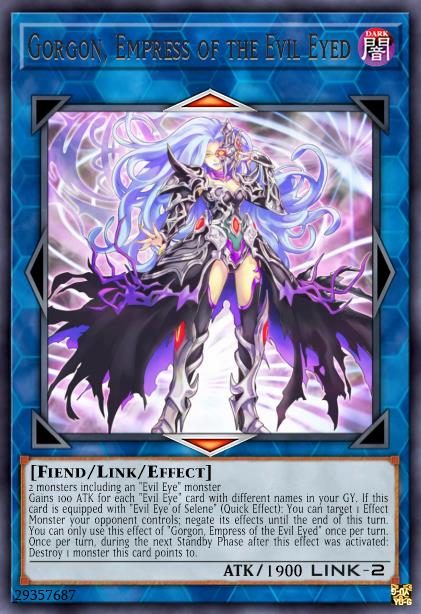 Gorgon, Empress of the Evil Eyed
DARK
闇
[Fiend/Link/Effect]
2 monsters including an "Evil Eye" monster
Gains 100 ATK for each "Evil Eye" card with different names in your GY. If this
card is equipped with "Evil Eye of Selene" (Quick Effect): You can target 1 Effect
Monster your opponent controls; negate its effects until the end of this turn.
You can only use this effect of "Gorgon, Empress of the Evil Eyed" once per turn.
Once per turn, during the next Standby Phase after this effect was activated:
Destroy 1 monster this card points to.
ATK/1900 LINK-2
29357687